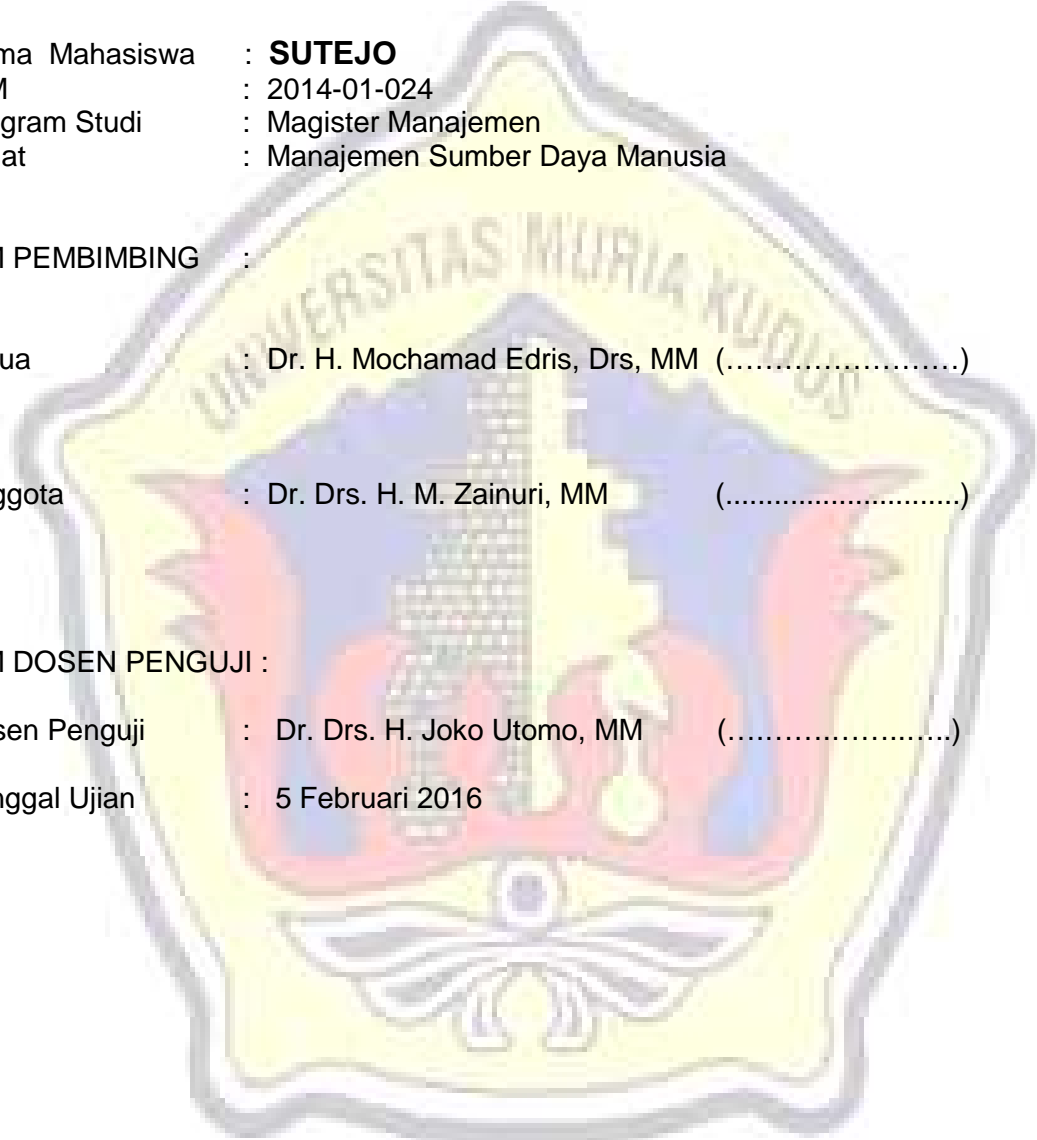 ma Mahasiswa : SUTEJO
M : 2014-01-024
gram Studi : Magister Manajemen
at : Manajemen Sumber Daya Manusia
M PEMBIMBING :
UNIVERSITAS MURIA KUDUS
ua : Dr. H. Mochamad Edris, Drs, MM (…………………….)
ggota : Dr. Drs. H. M. Zainuri, MM (.............................)
M DOSEN PENGUJI :
sen Penguji : Dr. Drs. H. Joko Utomo, MM (…..……….……..…...)
nggal Ujian : 5 Februari 2016